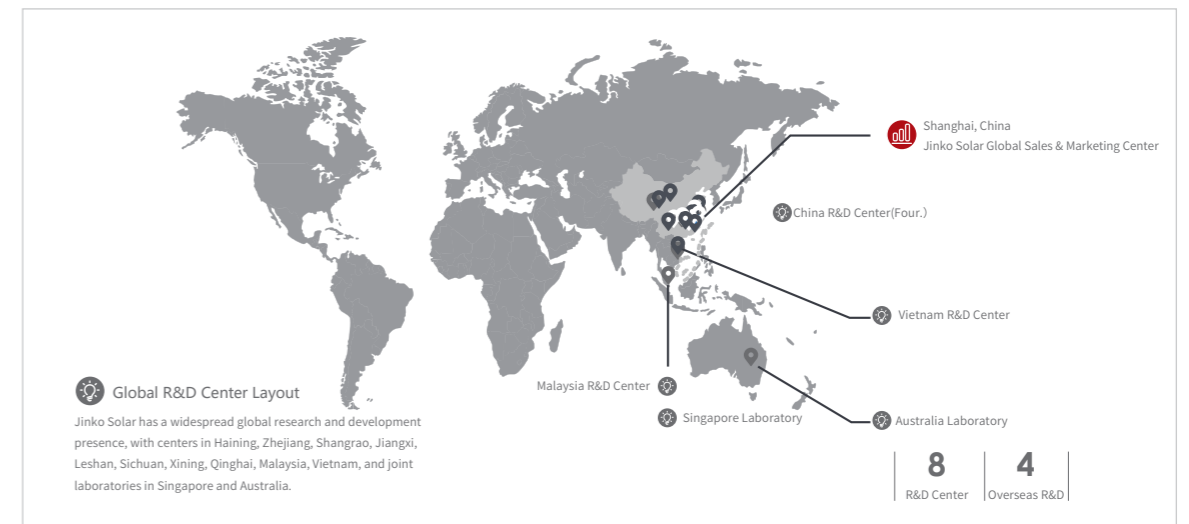 Shanghai, China
Jinko Solar Global Sales & Marketing Center
China R&D Center(Four.）
Vietnam R&D Center
Malaysia R&D Center
Singapore Laboratory
Australia Laboratory
Global R&D Center Layout
Jinko Solar has a widespread global research and development
presence, with centers in Haining, Zhejiang, Shangrao, Jiangxi,
Leshan, Sichuan, Xining, Qinghai, Malaysia, Vietnam, and joint
laboratories in Singapore and Australia.
8
R&D Center
4
Overseas R&D